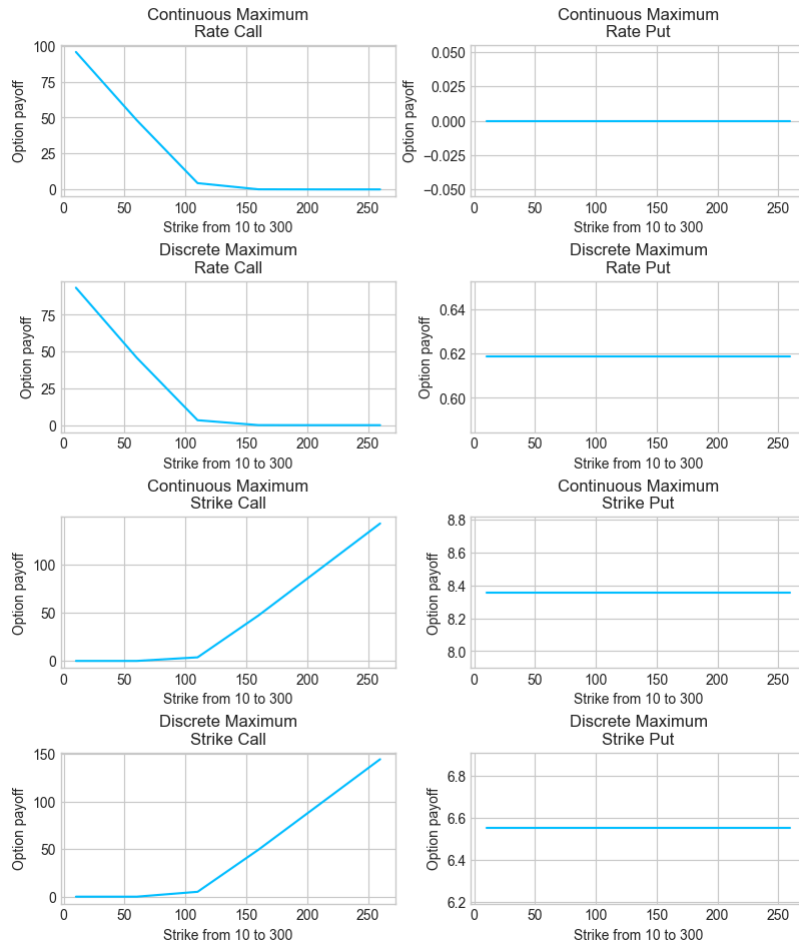 Continuous Maximum
Rate Call
Option payoff
100
75
50
25
0
0 50 100 150 200 250
Strike from 10 to 300
Continuous Maximum
Rate Put
Option payoff
0.050
0.025
0.000
−0.025
−0.050
0 50 100 150 200 250
Strike from 10 to 300
Discrete Maximum
Rate Call
Option payoff
75
50
25
0
0 50 100 150 200 250
Strike from 10 to 300
Discrete Maximum
Rate Put
Option payoff
0.64
0.62
0.60
0 50 100 150 200 250
Strike from 10 to 300
Continuous Maximum
Strike Call
Option payoff
100
50
0
0 50 100 150 200 250
Strike from 10 to 300
Continuous Maximum
Strike Put
Option payoff
8.8
8.6
8.4
8.2
8.0
0 50 100 150 200 250
Strike from 10 to 300
Discrete Maximum
Strike Call
Option payoff
150
100
50
0
0 50 100 150 200 250
Strike from 10 to 300
Discrete Maximum
Strike Put
Option payoff
6.8
6.6
6.4
6.2
0 50 100 150 200 250
Strike from 10 to 300